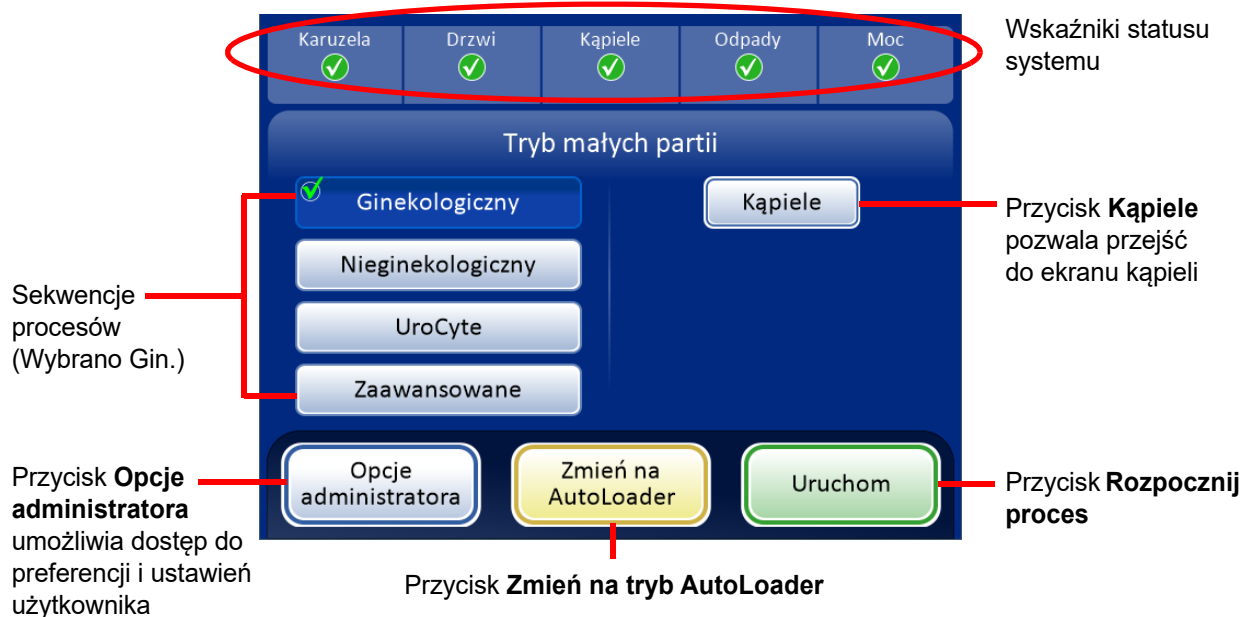 Karuzela
Drzwi
Kąpiele
Odpady
Moc
Wskaźniki statusu
systemu
Tryb małych partii
Ginekologiczny
Nieginekologiczny
UroCyte
Zaawansowane
Kąpiele
Przycisk Kąpiele
pozwala przejść
do ekranu kąpieli
Sekwencje
procesów
(Wybrano Gin.)
Opcje
administratora
Zmień na
AutoLoader
Uruchom
Przycisk Opcje
administratora
umożliwia dostęp do
preferencji i ustawień
użytkownika
Przycisk Rozpocznij
proces
Przycisk Zmień na tryb AutoLoader